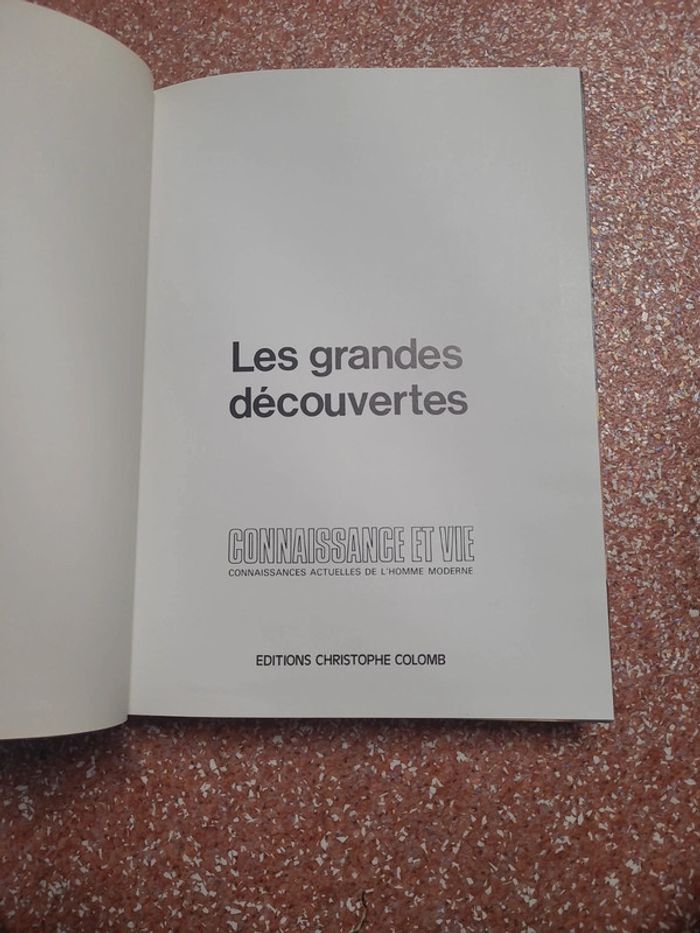 Les grandes
découvertes
CONNAISSANCE ET VIE
CONNAISSANCES ACTUELLES DE L'HOMME MODERNE
EDITIONS CHRISTOPHE COLOMB